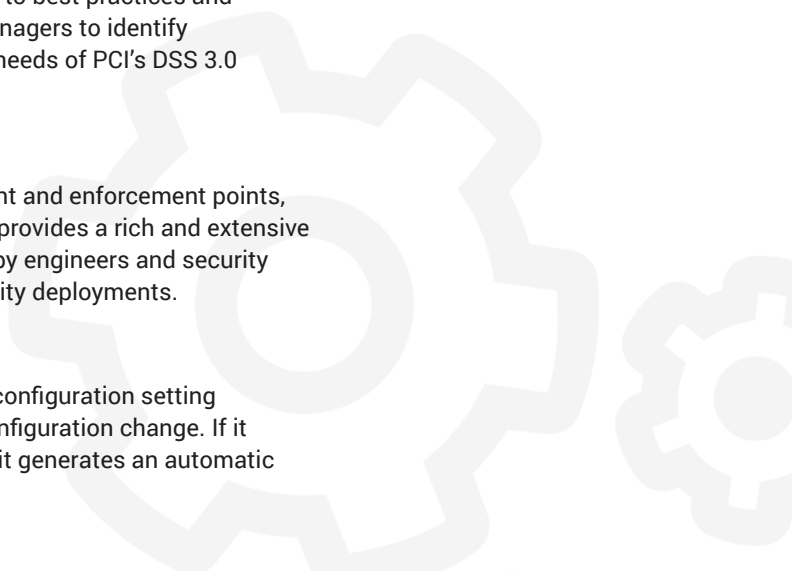 to best practices and
nagers to identify
needs of PCI's DSS 3.0
nt and enforcement points,
provides a rich and extensive
by engineers and security
ity deployments.
configuration setting
nfiguration change. If it
it generates an automatic